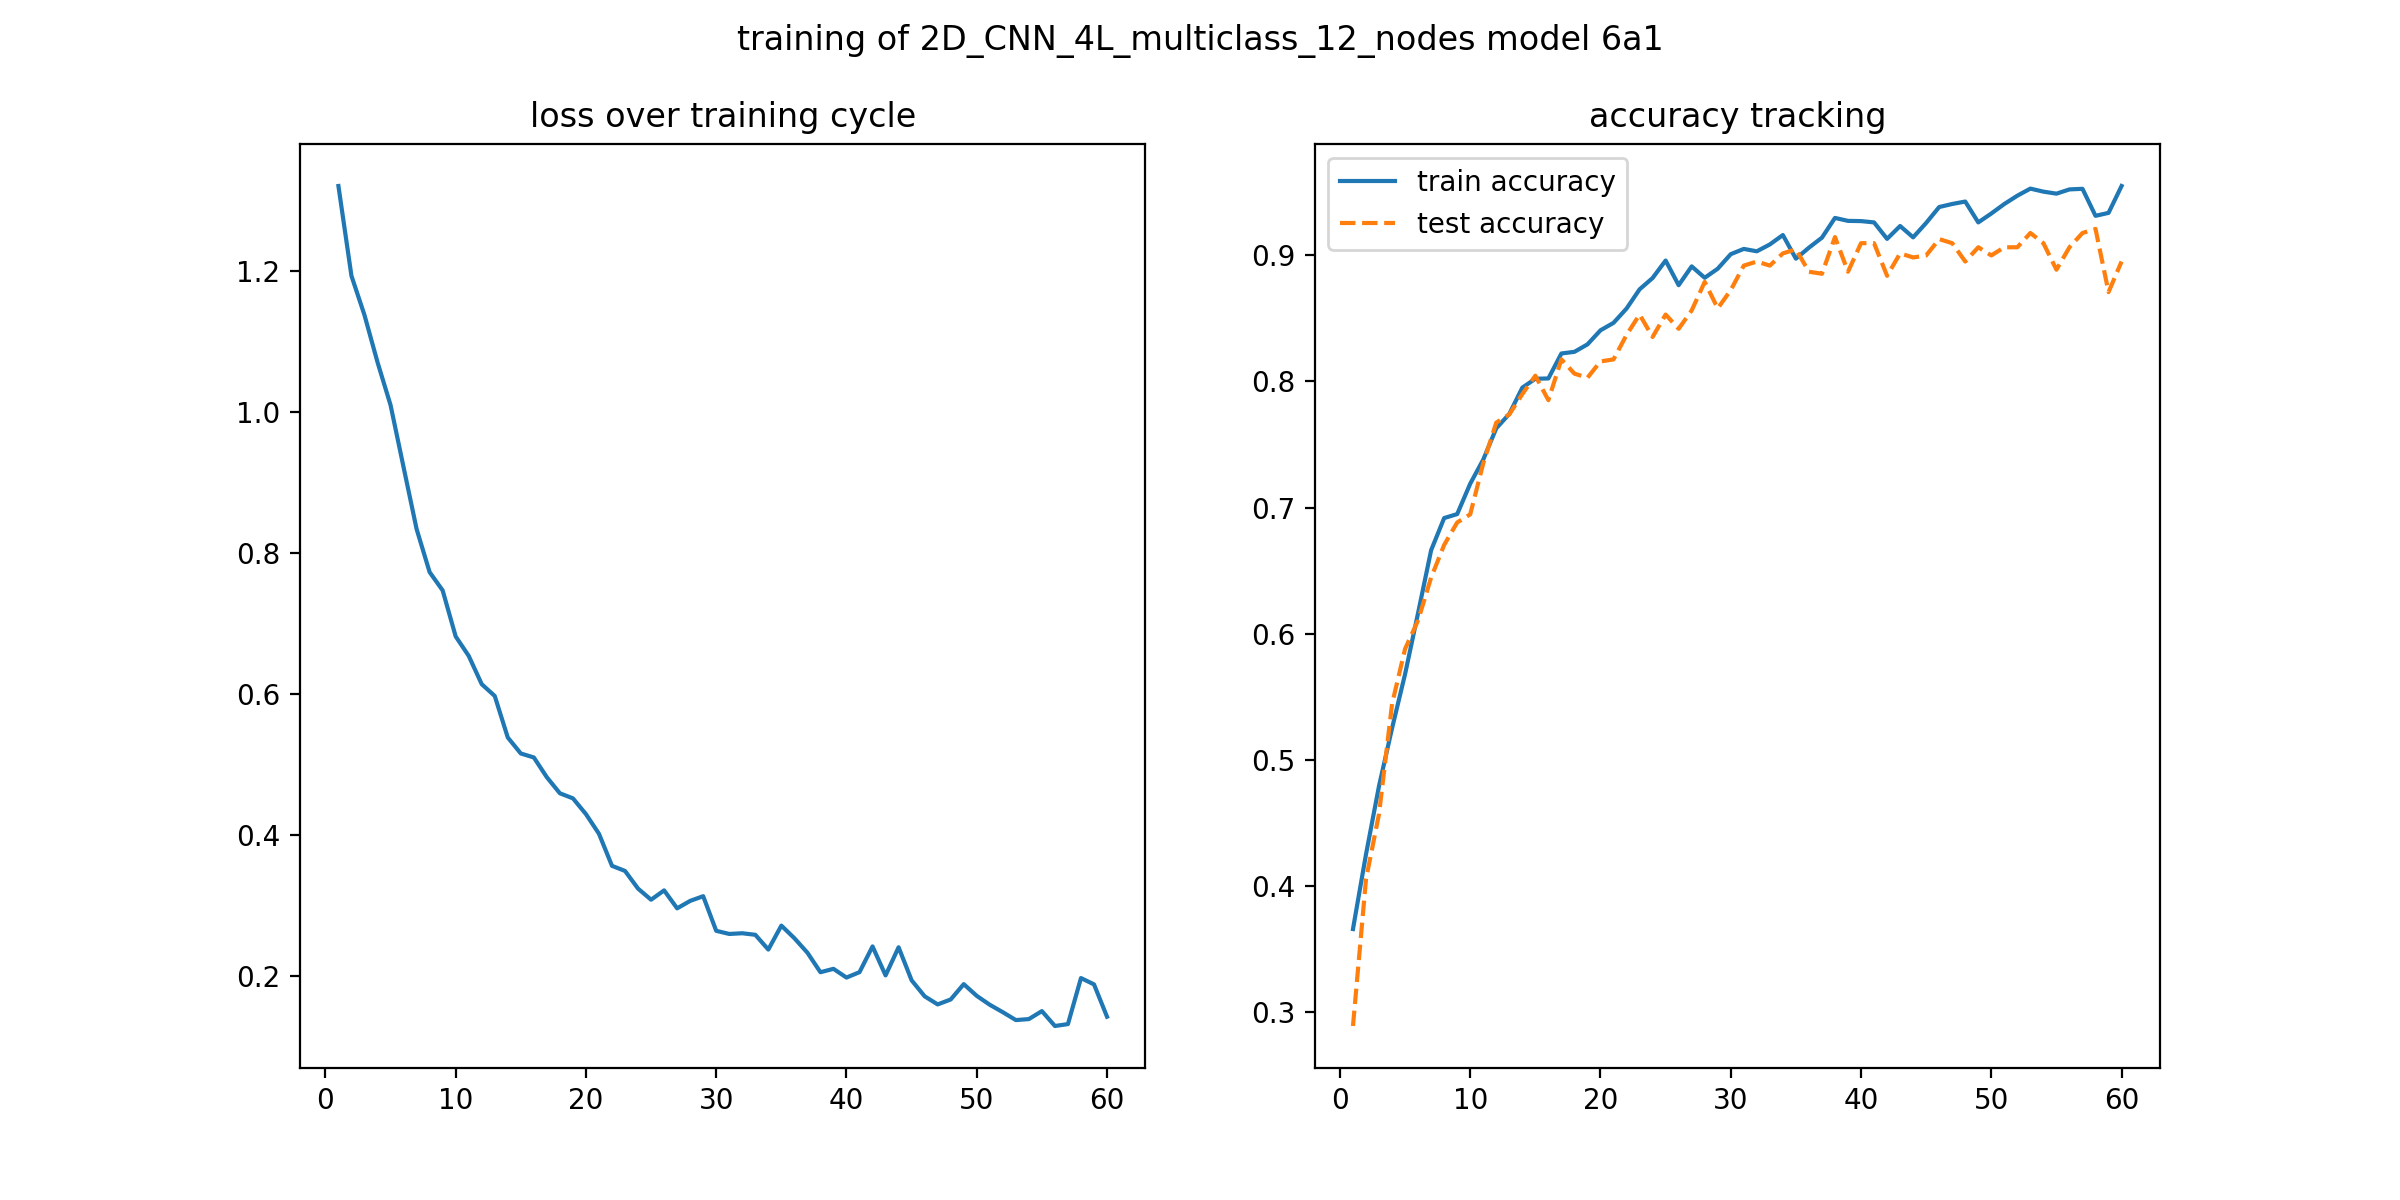 training of 2D_CNN_4L_multiclass_12_nodes model 6a1
loss over training cycle
1.2
1.0
0.8
0.6
0.4
0.2
0 10 20 30 40 50 60
accuracy tracking
train accuracy
test accuracy
0.9
0.8
0.7
0.6
0.5
0.4
0.3
0 10 20 30 40 50 60